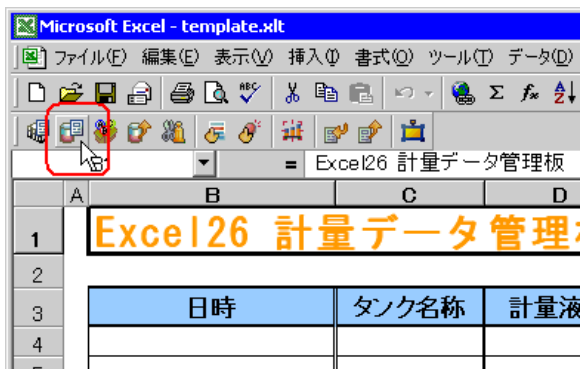 Microsoft Excel - template.xlt
ファイル(F) 編集(E) 表示(V) 挿入(I) 書式(O) ツール(T) データ(D)
ABC Σ fx
= Excel26 計量データ管理板
A B C D
1 Excel26 計量データ管理
2
3 日時 タンク名称 計量液
4